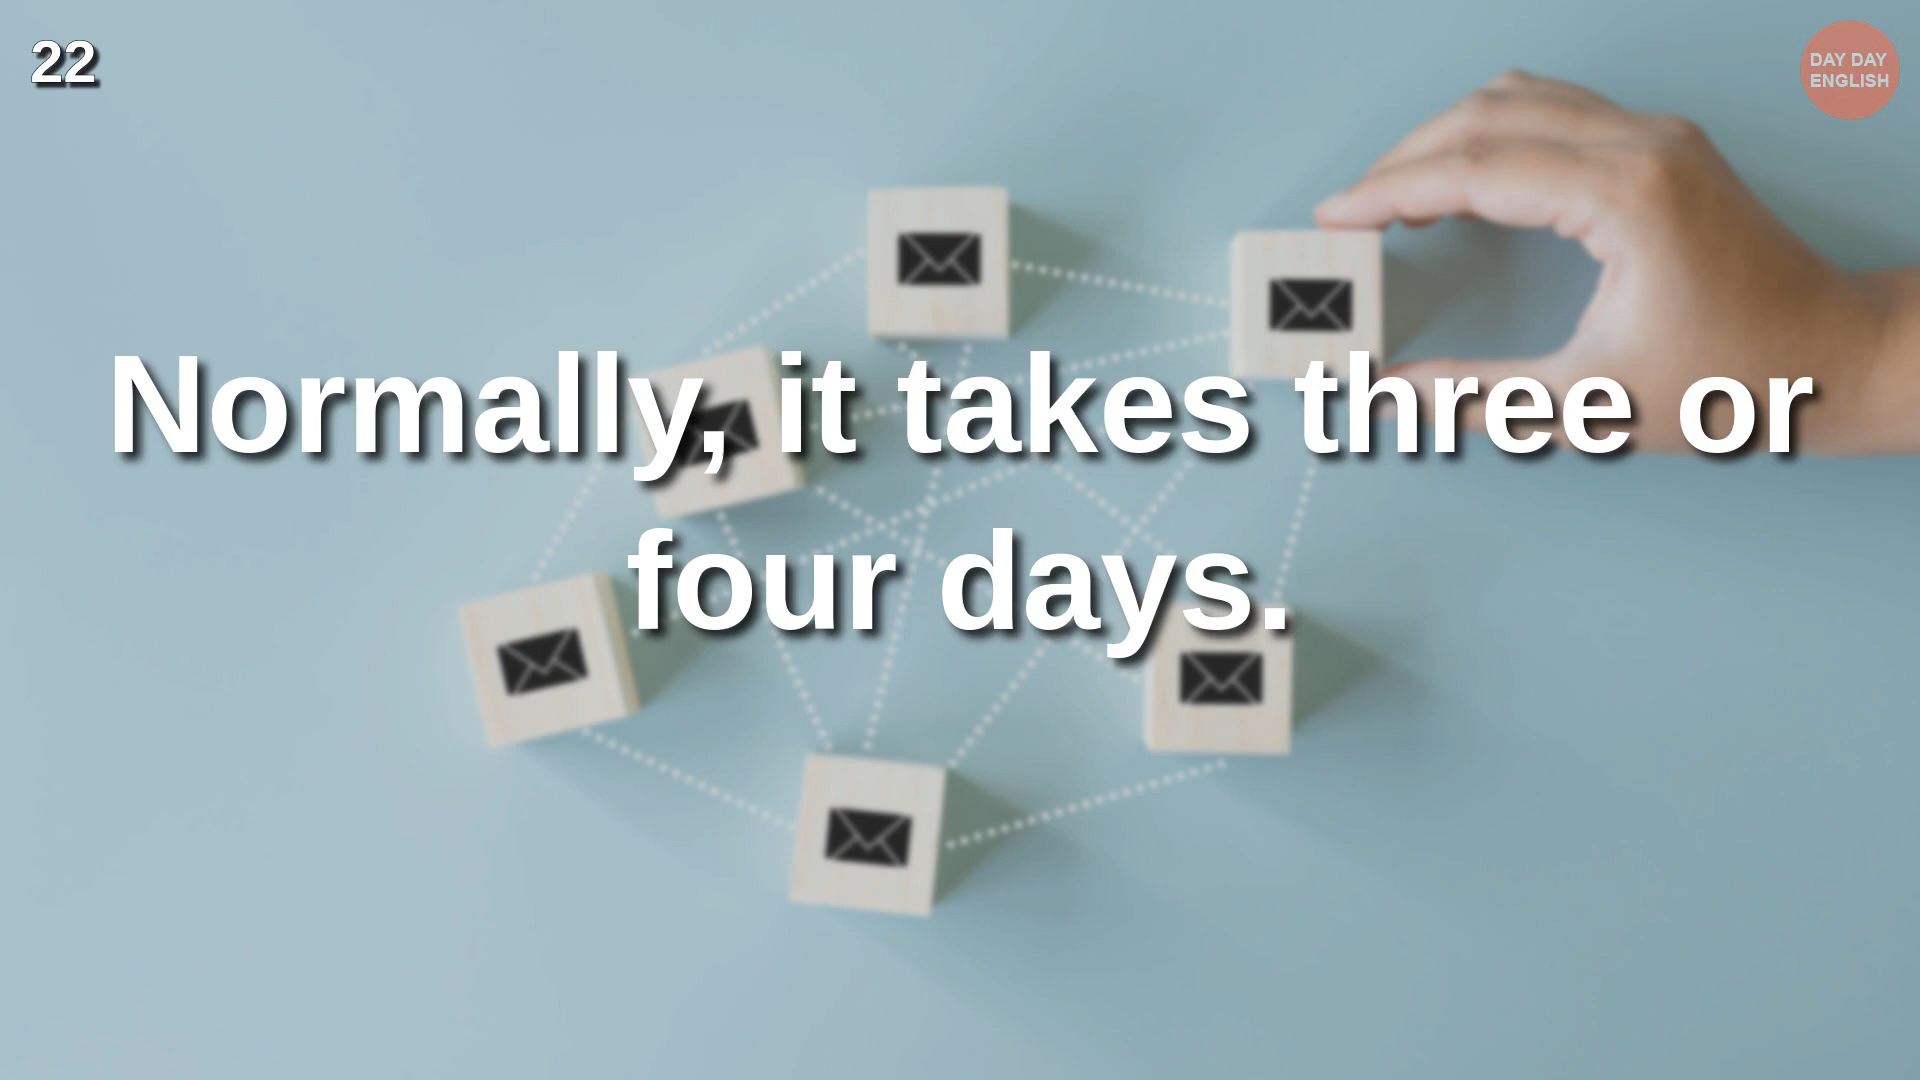 22
DAY DAY
ENGLISH
Normally, it takes three or
four days.